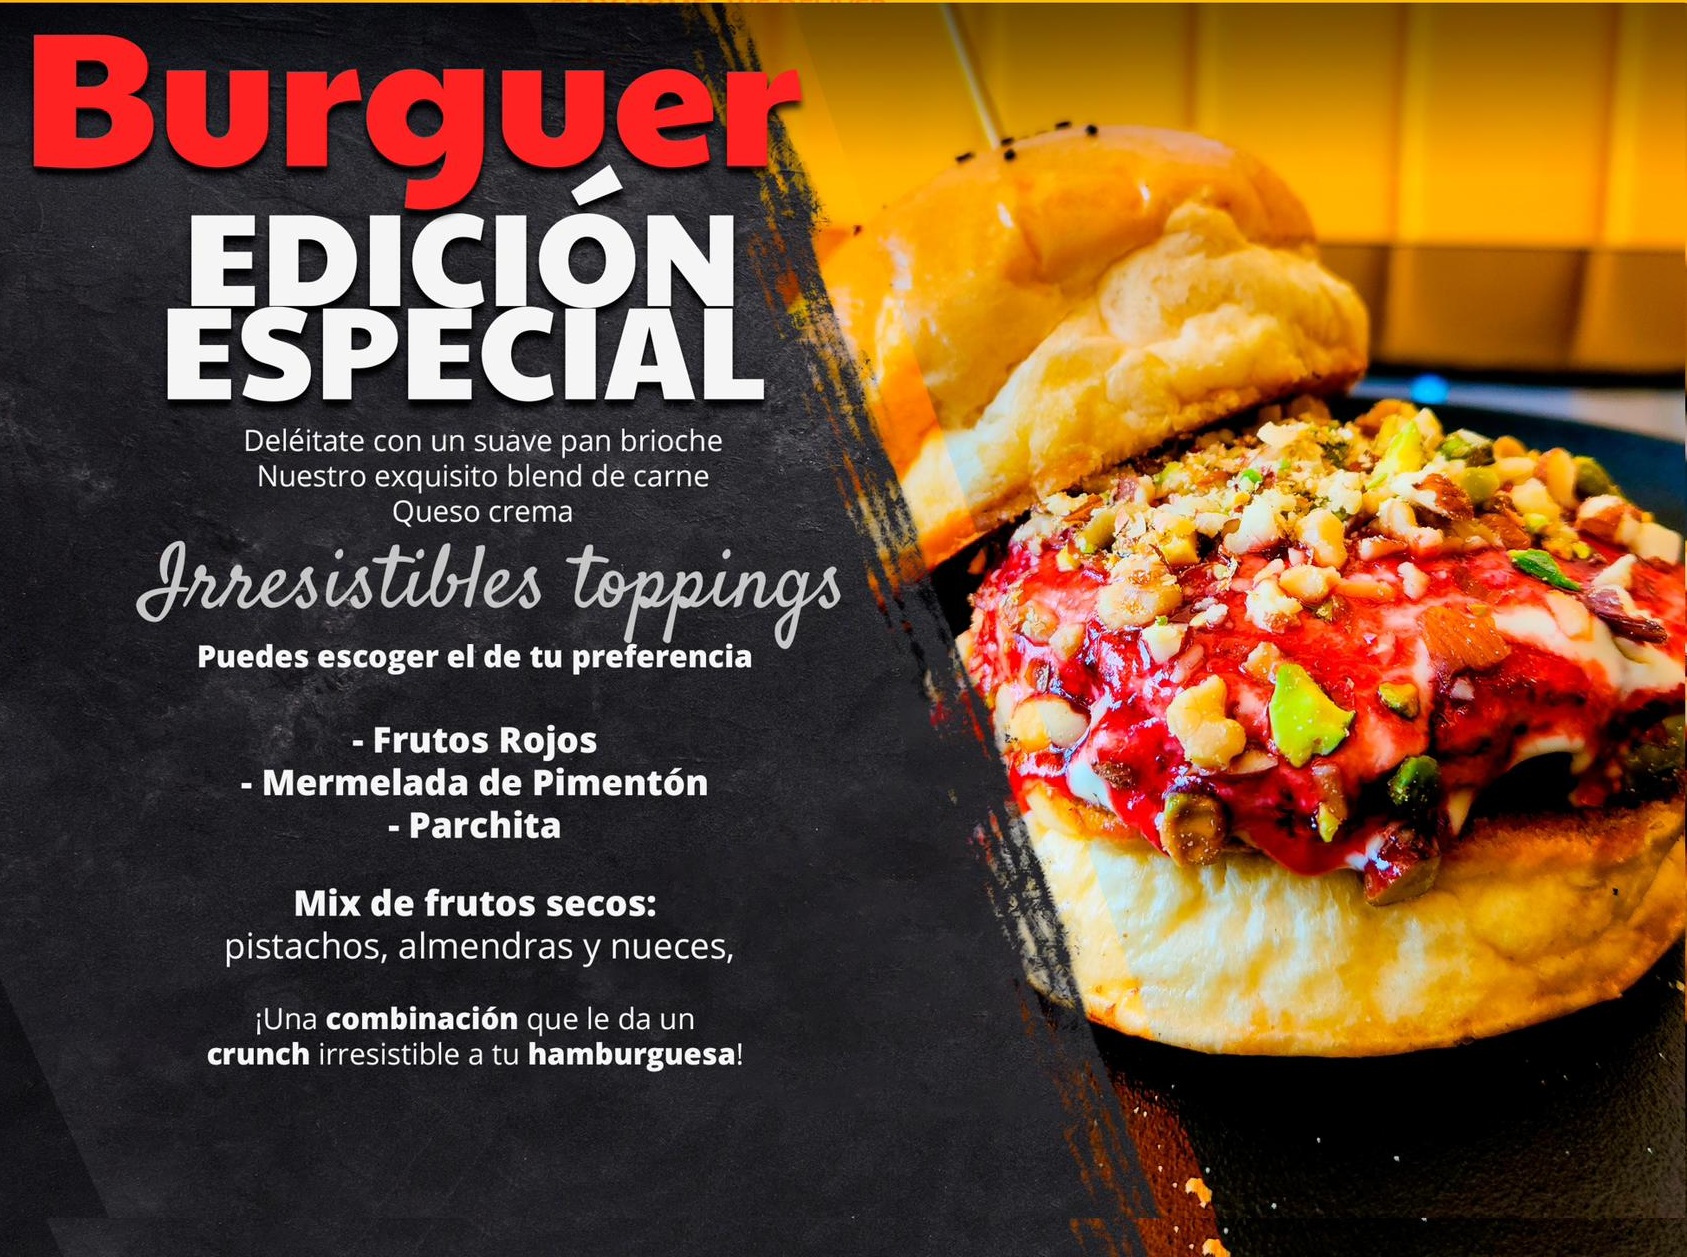 Burguer
EDICIÓN
ESPECIAL
Deléitate con un suave pan brioche
Nuestro exquisito blend de carne
Queso crema
Irresistibles toppings
Puedes escoger el de tu preferencia
- Frutos Rojos
- Mermelada de Pimentón
- Parchita
Mix de frutos secos:
pistachos, almendras y nueces,
¡Una combinación que le da un
crunch irresistible a tu hamburguesa!